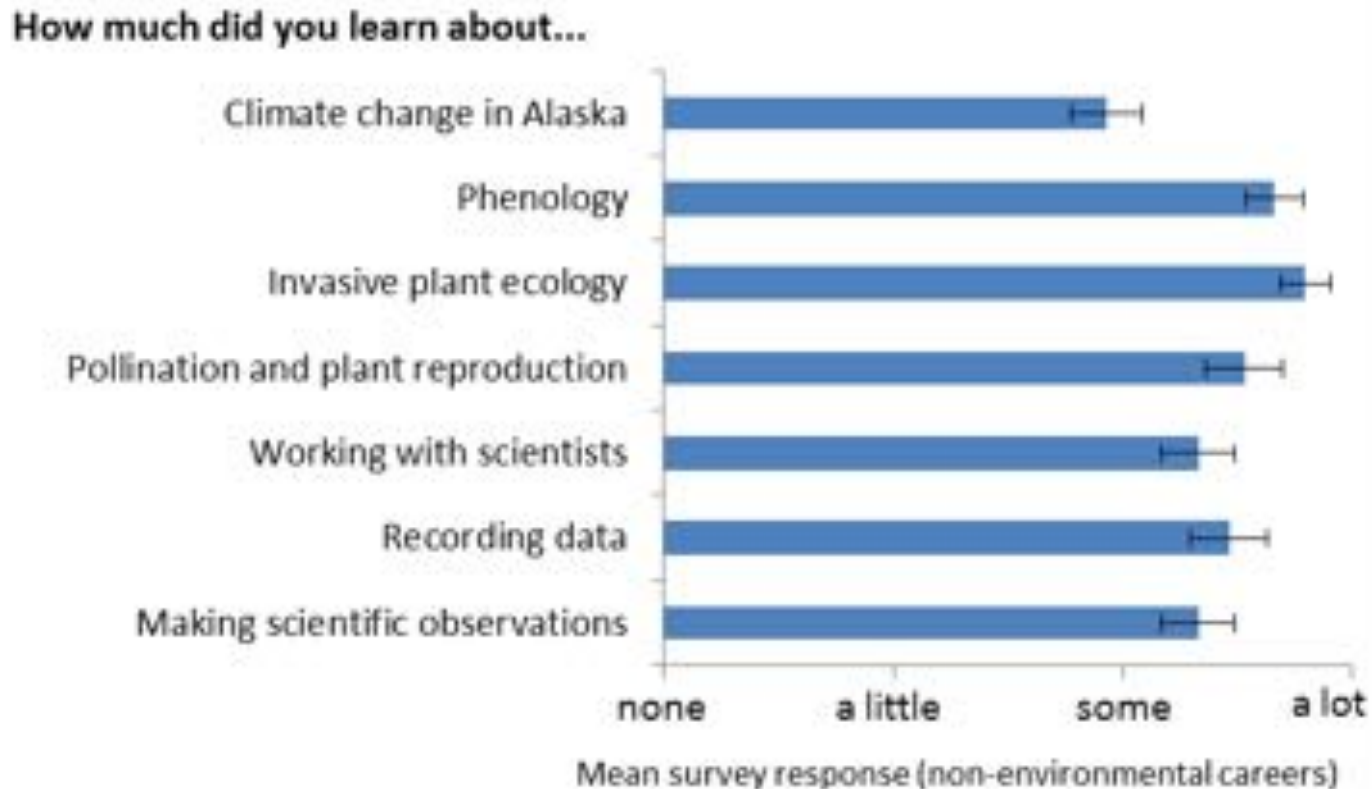 How much did you learn about...
Climate change in Alaska
Phenology
Invasive plant ecology
Pollination and plant reproduction
Working with scientists
Recording data
Making scientific observations
none a little some a lot
Mean survey response (non-environmental careers)